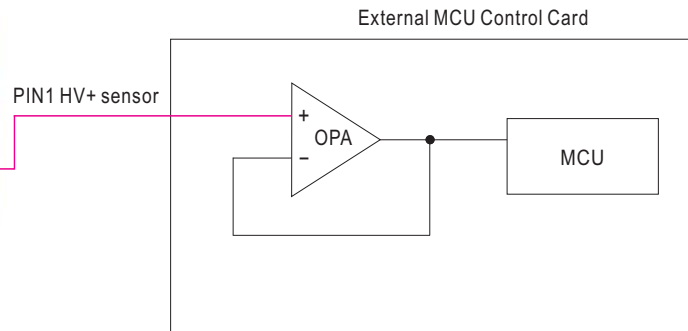 External MCU Control Card
PIN1 HV+ sensor
+
OPA
−
MCU